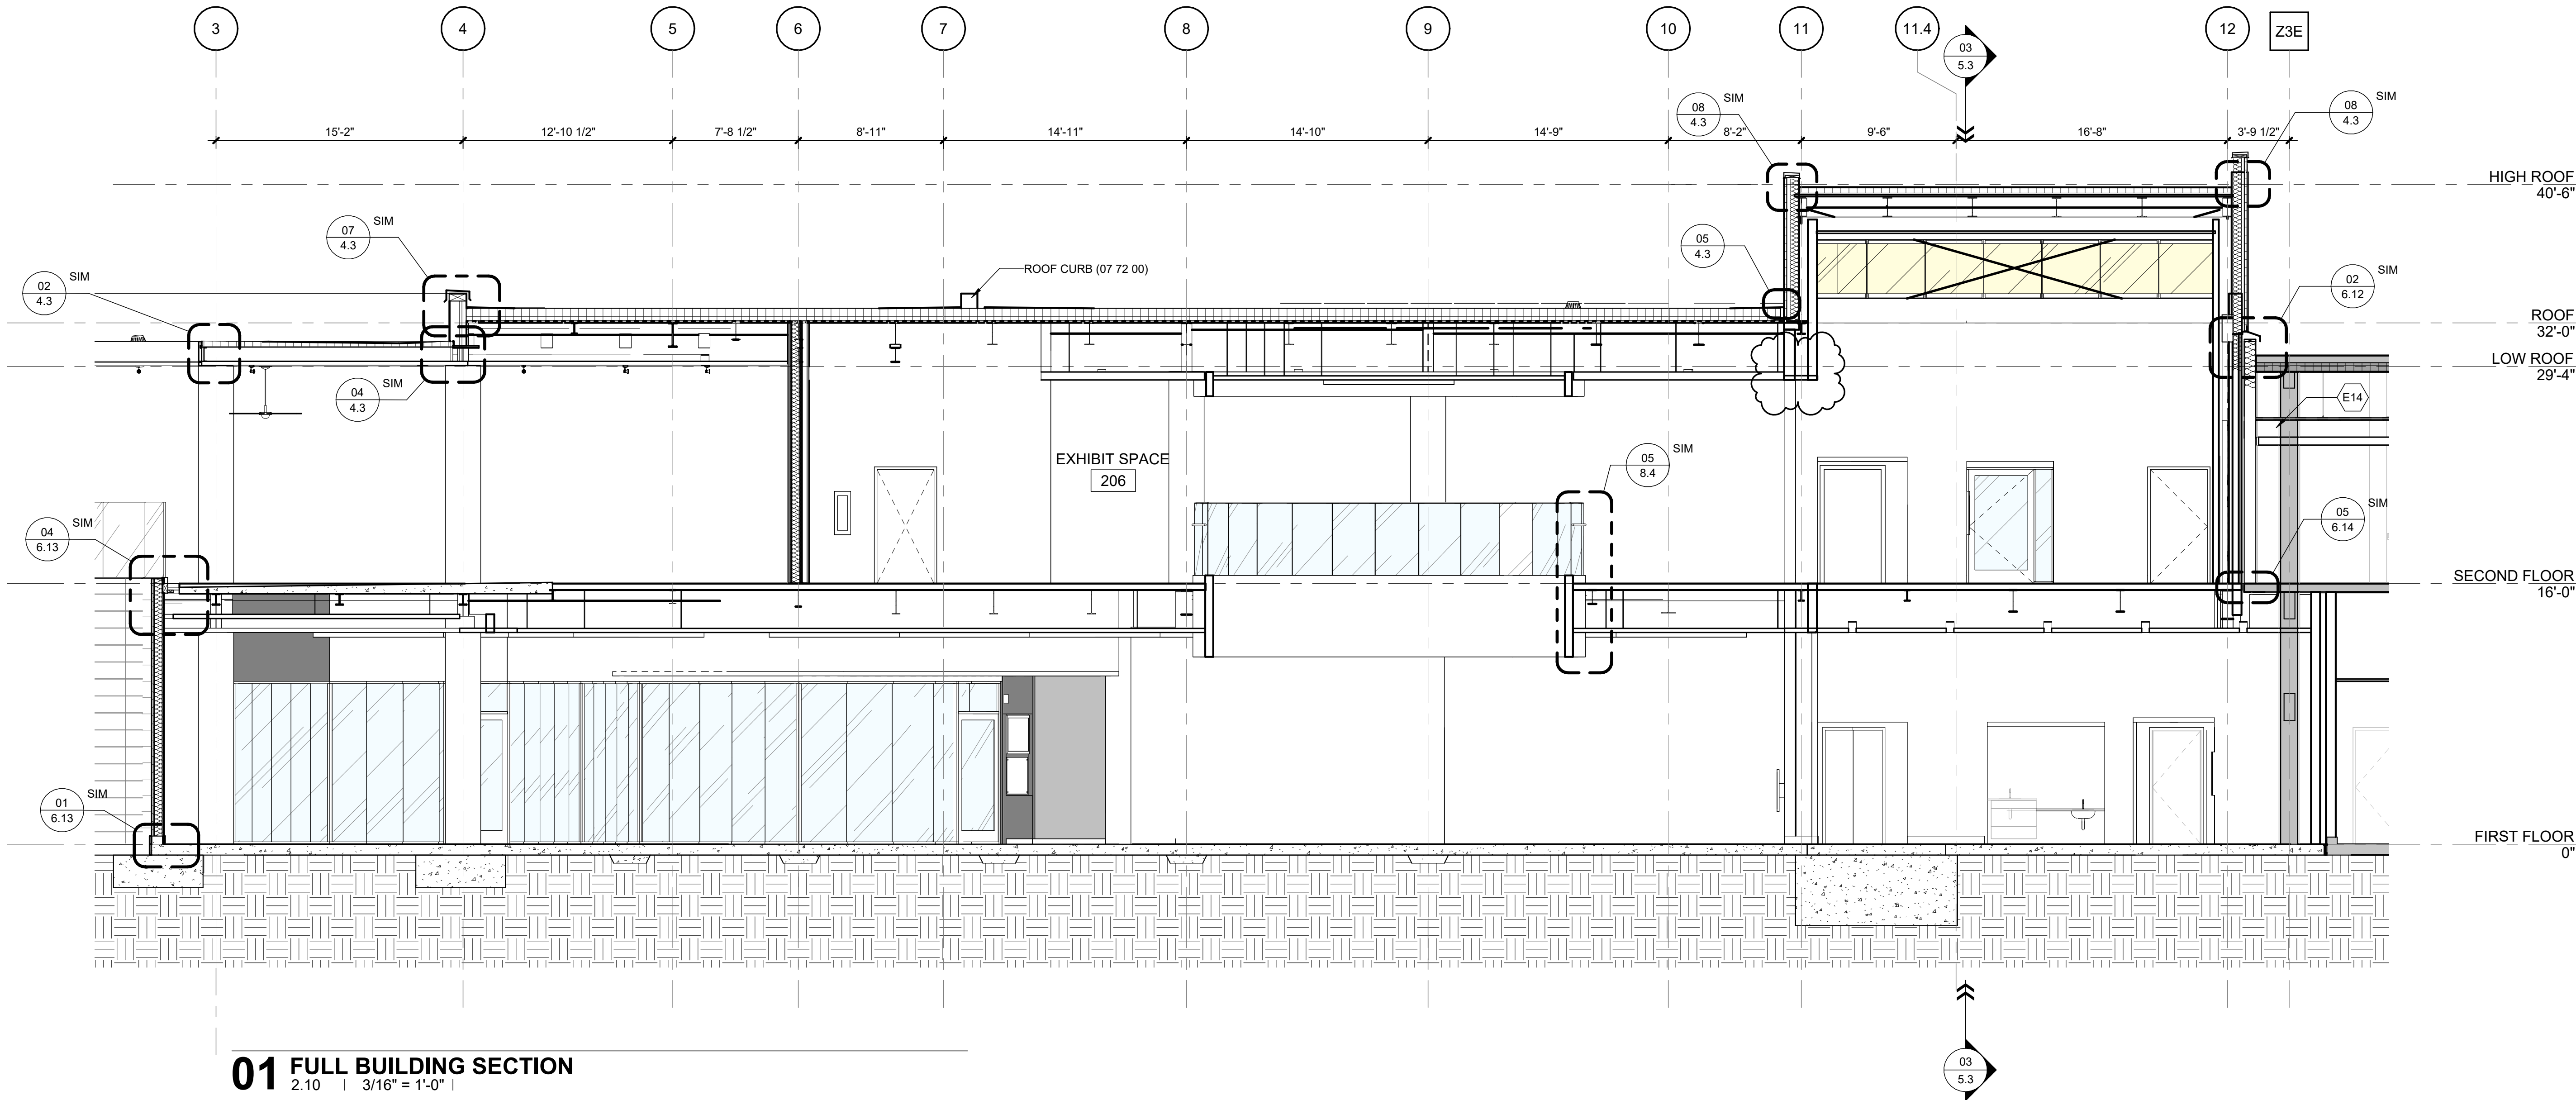 3
4
5
6
7
8
9
10
11
11.4
12
Z3E
03
5.3
08
4.3
SIM
08
4.3
SIM
15'-2"
12'-10 1/2"
7'-8 1/2"
8'-11"
14'-11"
14'-10"
14'-9"
8'-2"
9'-6"
16'-8"
3'-9 1/2"
HIGH ROOF
40'-6"
07
4.3
SIM
05
4.3
ROOF CURB (07 72 00)
02
4.3
SIM
02
6.12
SIM
ROOF
32'-0"
LOW ROOF
29'-4"
04
4.3
SIM
E14
EXHIBIT SPACE
206
05
8.4
SIM
04
6.13
SIM
05
6.14
SIM
SECOND FLOOR
16'-0"
01
6.13
SIM
FIRST FLOOR
0"
03
5.3
01 FULL BUILDING SECTION
2.10 | 3/16" = 1'-0" |